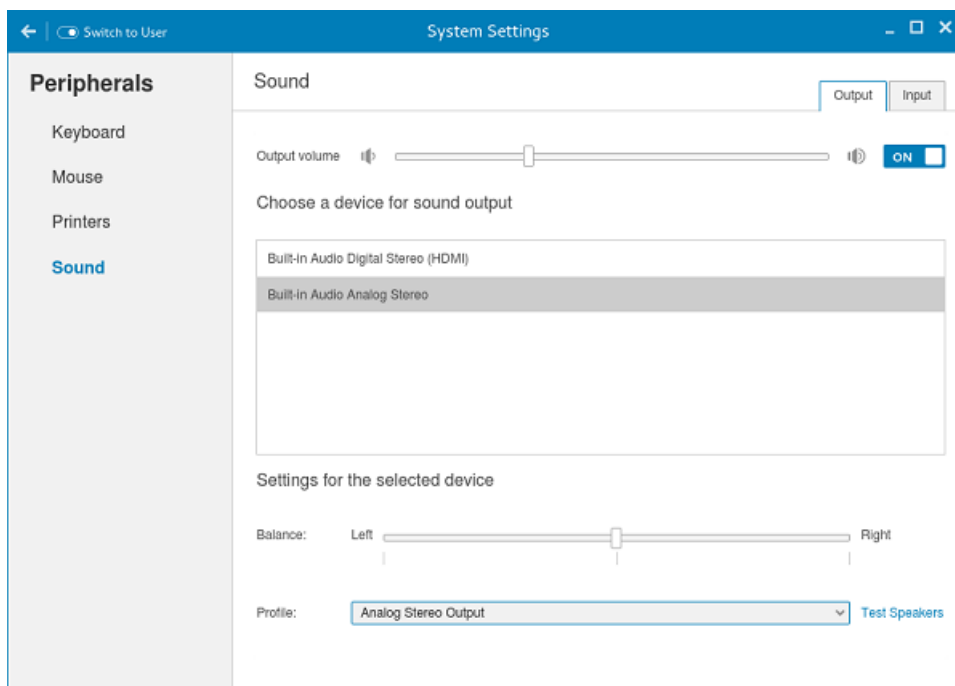 Switch to User
System Settings
Peripherals
Keyboard
Mouse
Printers
Sound
Sound
Output
Input
Output volume
ON
Choose a device for sound output
Built-in Audio Digital Stereo (HDMI)
Built-in Audio Analog Stereo
Settings for the selected device
Balance:
Left
Right
Profile:
Analog Stereo Output
Test Speakers